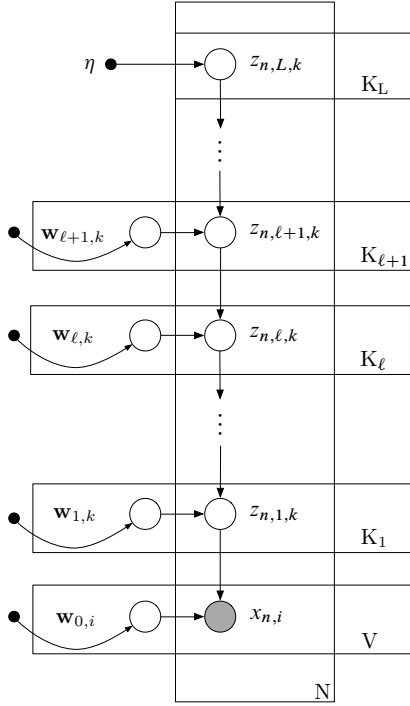 η z_{n,L,k}
K_L
⋮
w_{ℓ+1,k} z_{n,ℓ+1,k}
K_{ℓ+1}
w_{ℓ,k} z_{n,ℓ,k}
K_ℓ
⋮
w_{1,k} z_{n,1,k}
K_1
w_{0,i} x_{n,i}
V
N